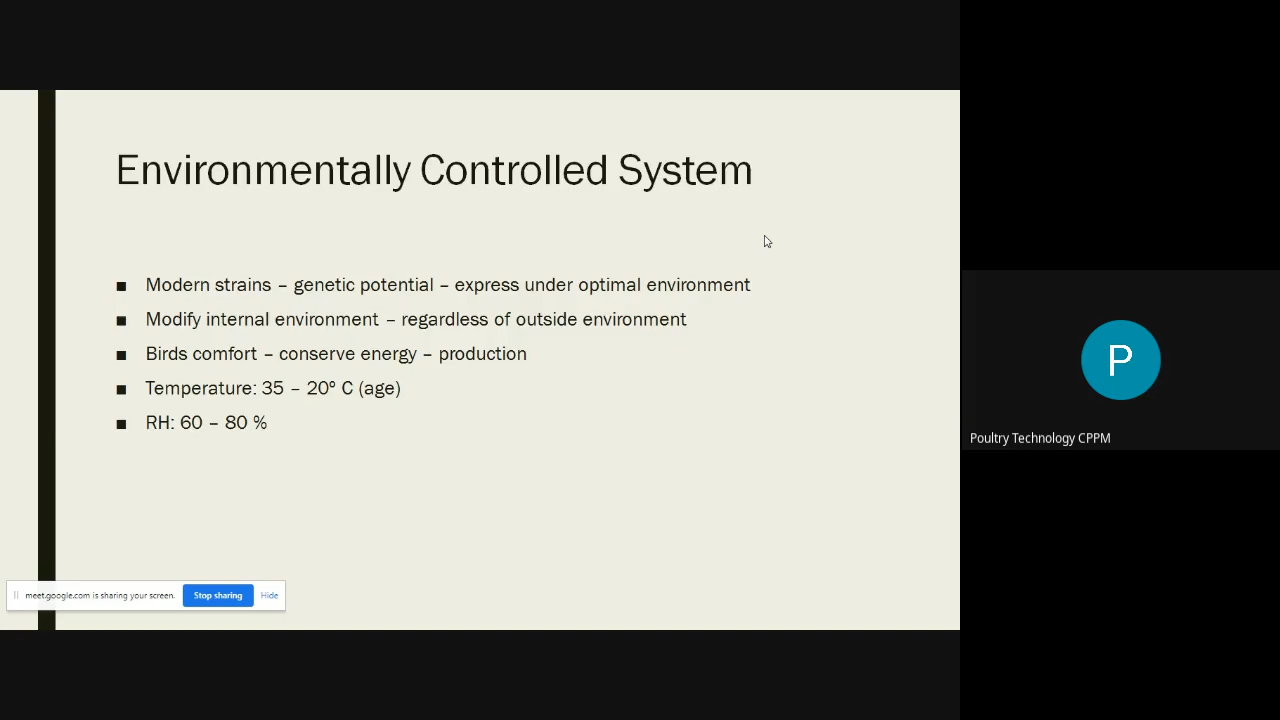 Environmentally Controlled System
■ Modern strains – genetic potential – express under optimal environment
■ Modify internal environment – regardless of outside environment
■ Birds comfort – conserve energy – production
■ Temperature: 35 – 20° C (age)
■ RH: 60 – 80 %
meet.google.com is sharing your screen. Stop sharing Hide
P
Poultry Technology CPPM